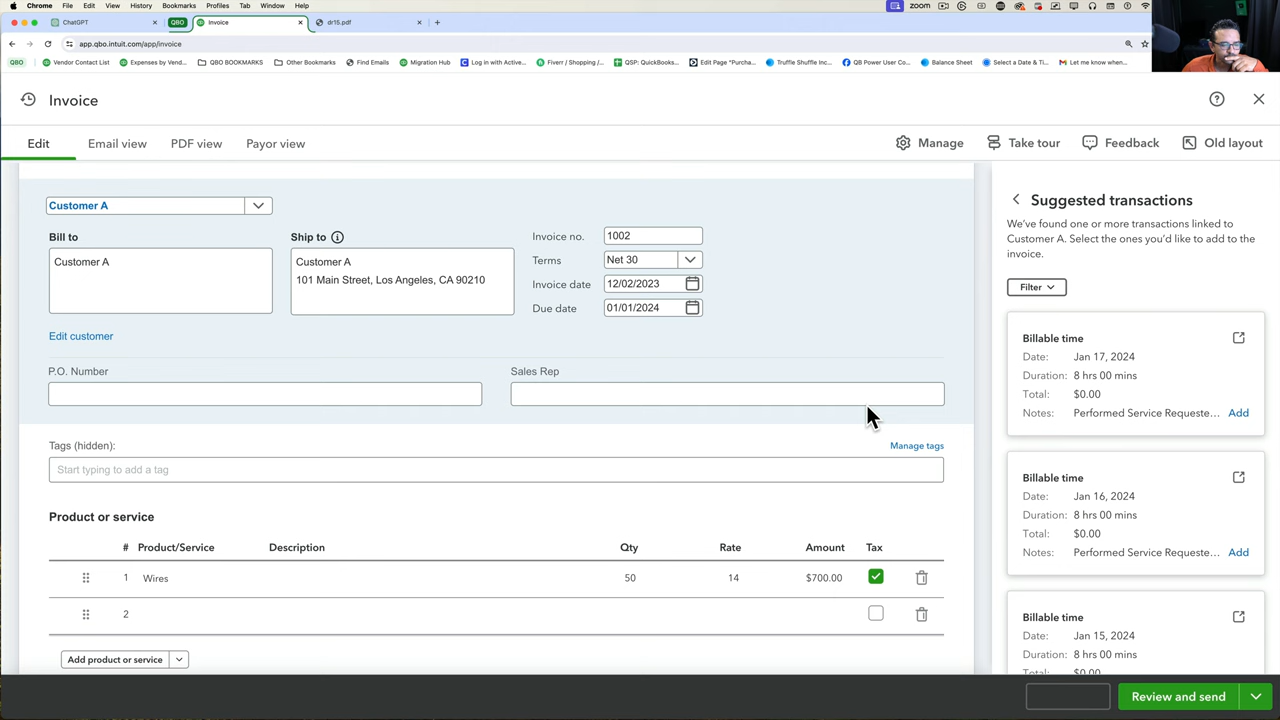 Chrome File Edit View History Bookmarks Profiles Tab Window Help zoom
ChatGPT QBO Invoice dr15.pdf
app.qbo.intuit.com/app/invoice
QBO Vendor Contact List Expenses by Vend... QBO BOOKMARKS Other Bookmarks Find Emails Migration Hub Log in with Active... Fiverr / Shopping /... QSP: QuickBooks... Edit Page "Purcha... Truffle Shuffle Inc... QB Power User Co... Balance Sheet Select a Date & Ti... Let me know when...
Invoice
Edit Email view PDF view Payor view Manage Take tour Feedback Old layout
Customer A
Bill to
Customer A
Ship to
Customer A
101 Main Street, Los Angeles, CA 90210
Invoice no. 1002
Terms Net 30
Invoice date 12/02/2023
Due date 01/01/2024
Edit customer
P.O. Number Sales Rep
Tags (hidden): Manage tags
Start typing to add a tag
Product or service
# Product/Service Description Qty Rate Amount Tax
1 Wires 50 14 $700.00
2
Add product or service
Suggested transactions
We've found one or more transactions linked to
Customer A. Select the ones you'd like to add to the
invoice.
Filter
Billable time
Date: Jan 17, 2024
Duration: 8 hrs 00 mins
Total: $0.00
Notes: Performed Service Requeste... Add
Billable time
Date: Jan 16, 2024
Duration: 8 hrs 00 mins
Total: $0.00
Notes: Performed Service Requeste... Add
Billable time
Date: Jan 15, 2024
Duration: 8 hrs 00 mins
Total: $0.00
Review and send